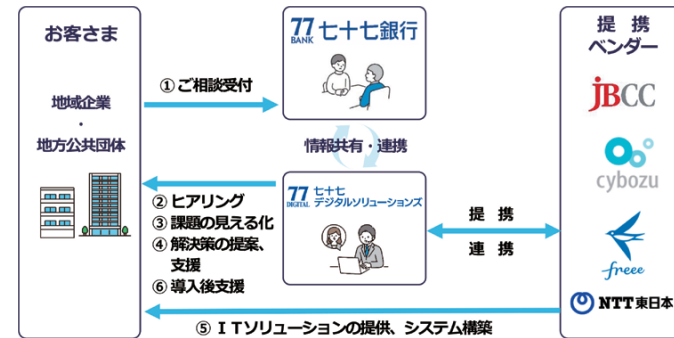 お客さま
地域企業
・
地方公共団体
① ご相談受付
77 BANK 七十七銀行
情報共有・連携
77 DIGITAL 七十七
デジタルソリューションズ
② ヒアリング
③ 課題の見える化
④ 解決策の提案、
支援
⑥ 導入後支援
提 携
連 携
⑤ ＩＴソリューションの提供、システム構築
提 携
ベンダー
JBCC
cybozu
freee
NTT東日本